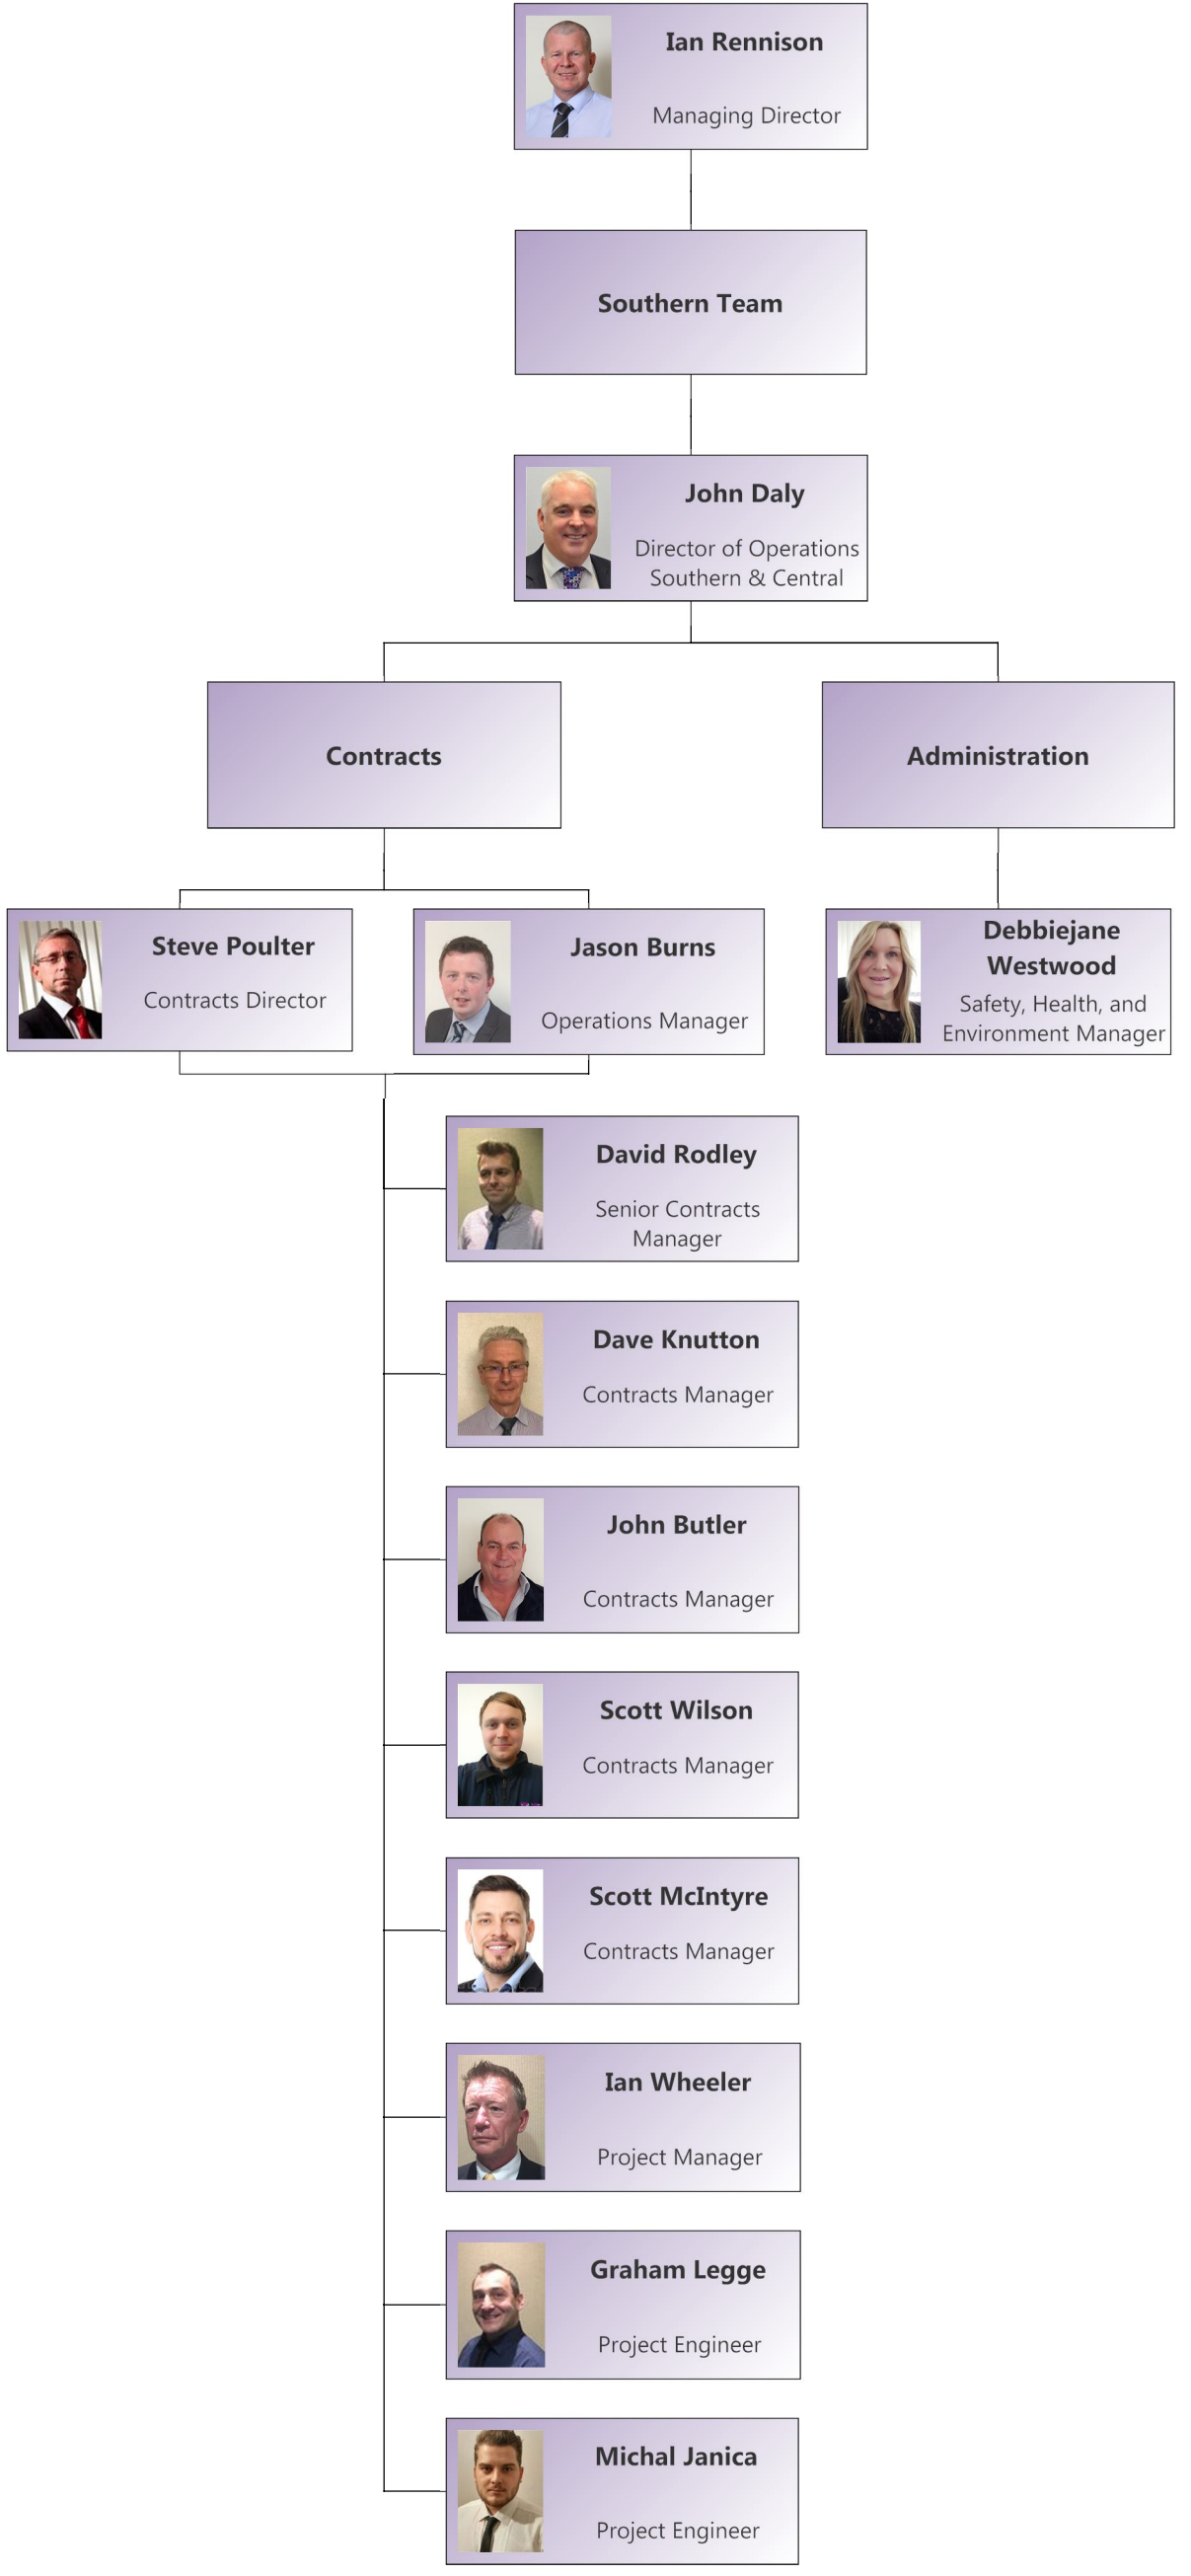 Ian Rennison
Managing Director
Southern Team
John Daly
Director of Operations
Southern & Central
Contracts
Administration
Steve Poulter
Contracts Director
Jason Burns
Operations Manager
Debbiejane
Westwood
Safety, Health, and
Environment Manager
David Rodley
Senior Contracts
Manager
Dave Knutton
Contracts Manager
John Butler
Contracts Manager
Scott Wilson
Contracts Manager
Scott McIntyre
Contracts Manager
Ian Wheeler
Project Manager
Graham Legge
Project Engineer
Michal Janica
Project Engineer